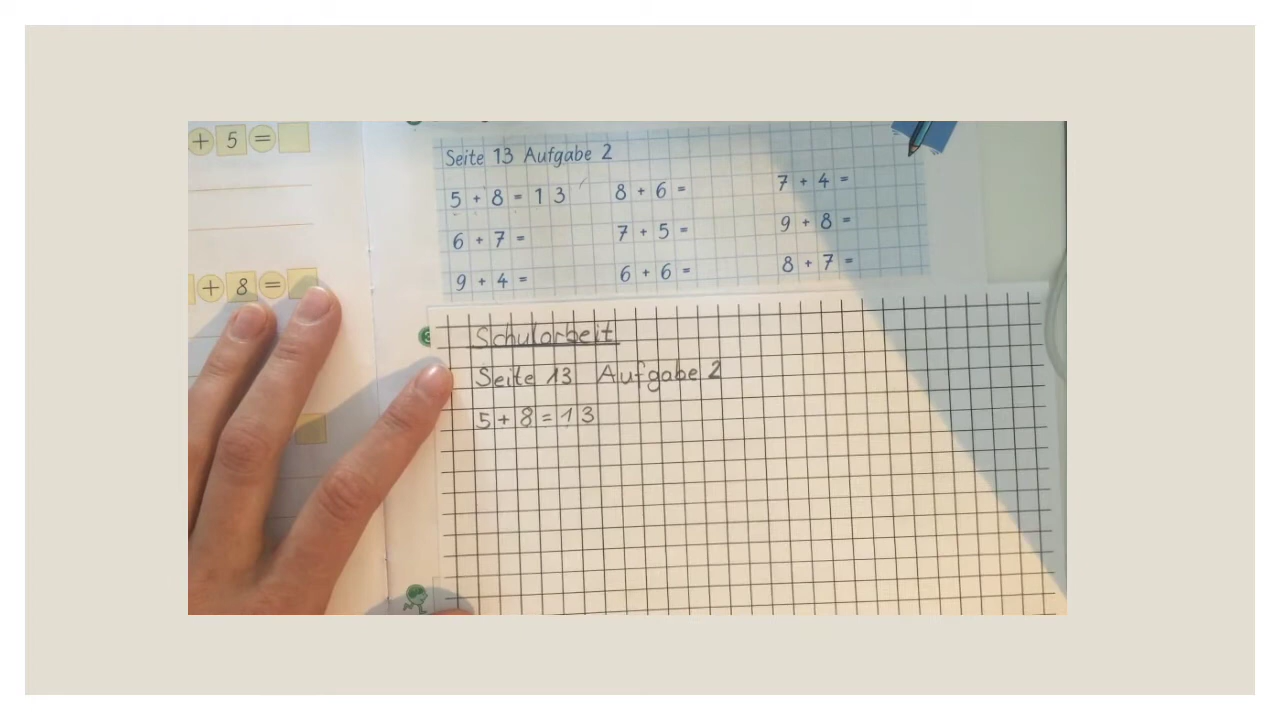 + 5 =
Seite 13 Aufgabe 2
5 + 8 = 13 8 + 6 = 7 + 4 =
6 + 7 = 7 + 5 = 9 + 8 =
9 + 4 = 6 + 6 = 8 + 7 =
+ 8 =
Schularbeit
Seite 13 Aufgabe 2
5 + 8 = 13